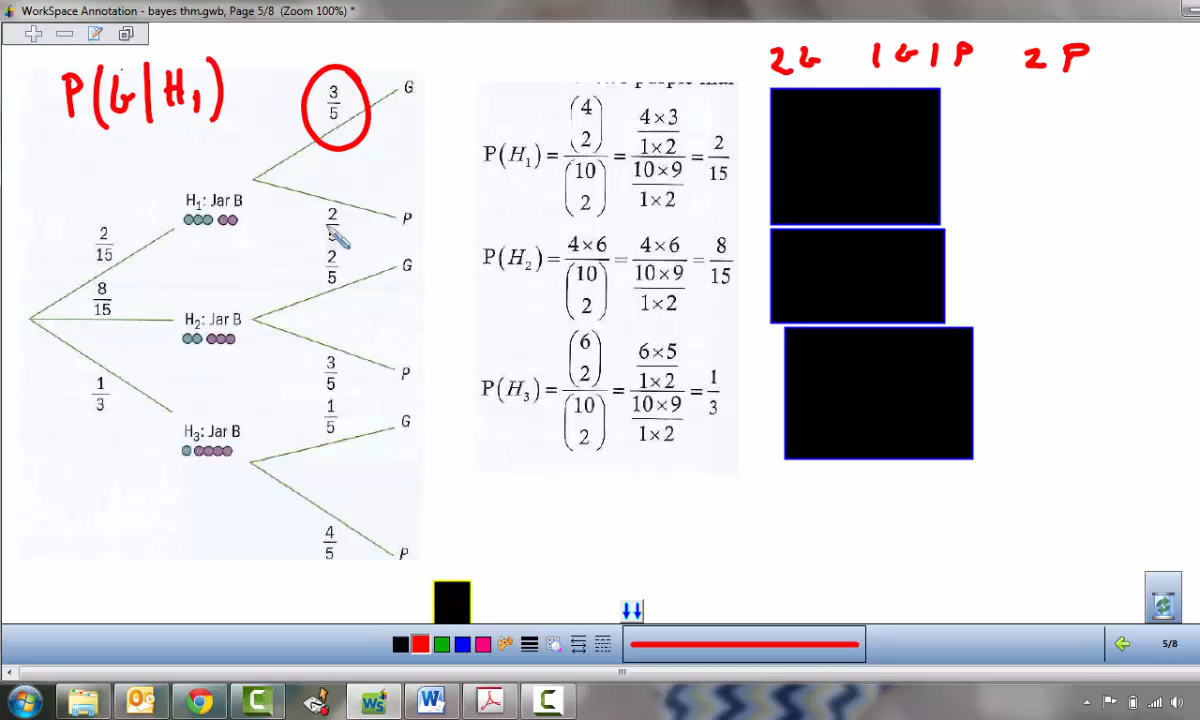 WorkSpace Annotation - bayes thm.gwb, Page 5/8 (Zoom 100%) *
2G 1G1P 2P
P(G|H₁)
3/5 G
H₁: Jar B
2/5 P
2/15
2/5 G
8/15
H₂: Jar B
3/5 P
1/3
1/5 G
H₃: Jar B
4/5 P
P(H₁) = (4 2)/(10 2) = (4×3/1×2)/(10×9/1×2) = 2/15
P(H₂) = 4×6/(10 2) = 4×6/(10×9/1×2) = 8/15
P(H₃) = (6 2)/(10 2) = (6×5/1×2)/(10×9/1×2) = 1/3
5/8